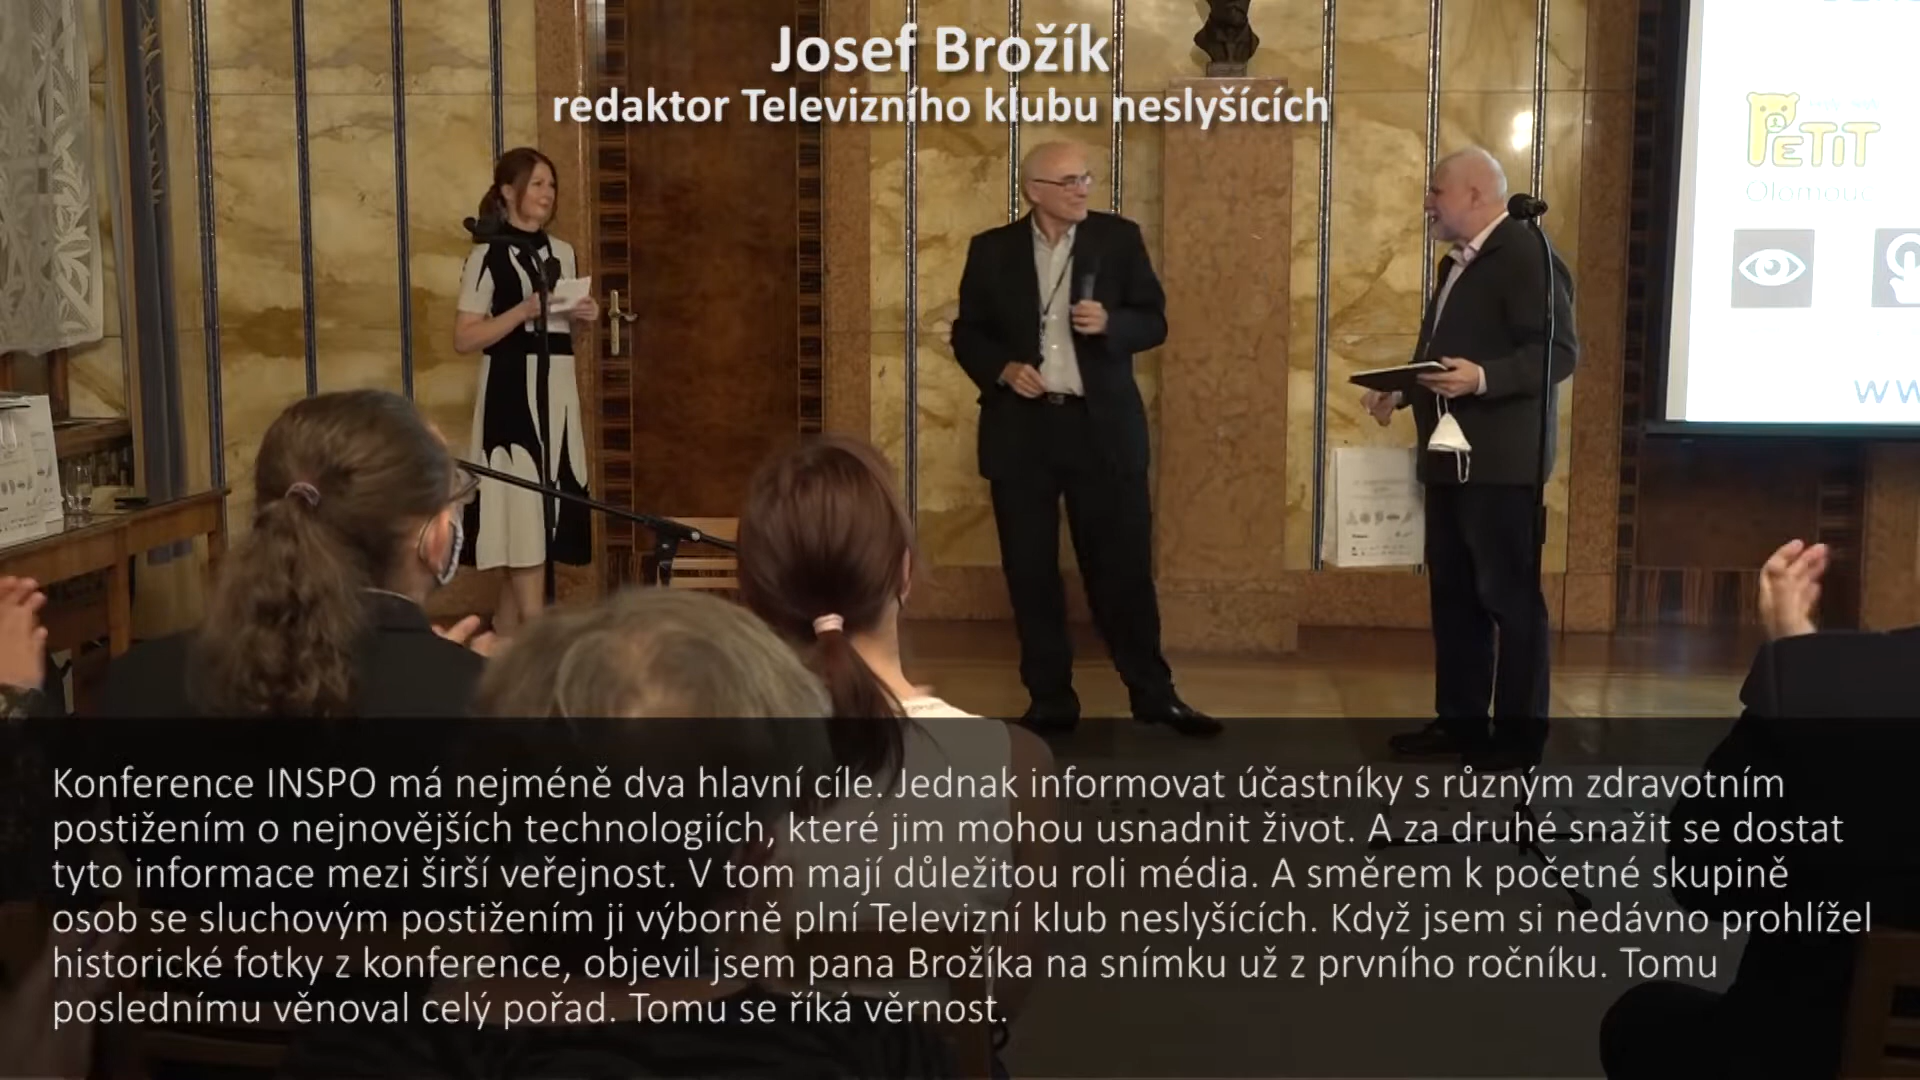 Josef Brožík
redaktor Televizního klubu neslyšících
PETIT
Olomouc
Konference INSPO má nejméně dva hlavní cíle. Jednak informovat účastníky s různým zdravotním
postižením o nejnovějších technologiích, které jim mohou usnadnit život. A za druhé snažit se dostat
tyto informace mezi širší veřejnost. V tom mají důležitou roli média. A směrem k početné skupině
osob se sluchovým postižením ji výborně plní Televizní klub neslyšících. Když jsem si nedávno prohlížel
historické fotky z konference, objevil jsem pana Brožíka na snímku už z prvního ročníku. Tomu
poslednímu věnoval celý pořad. Tomu se říká věrnost.